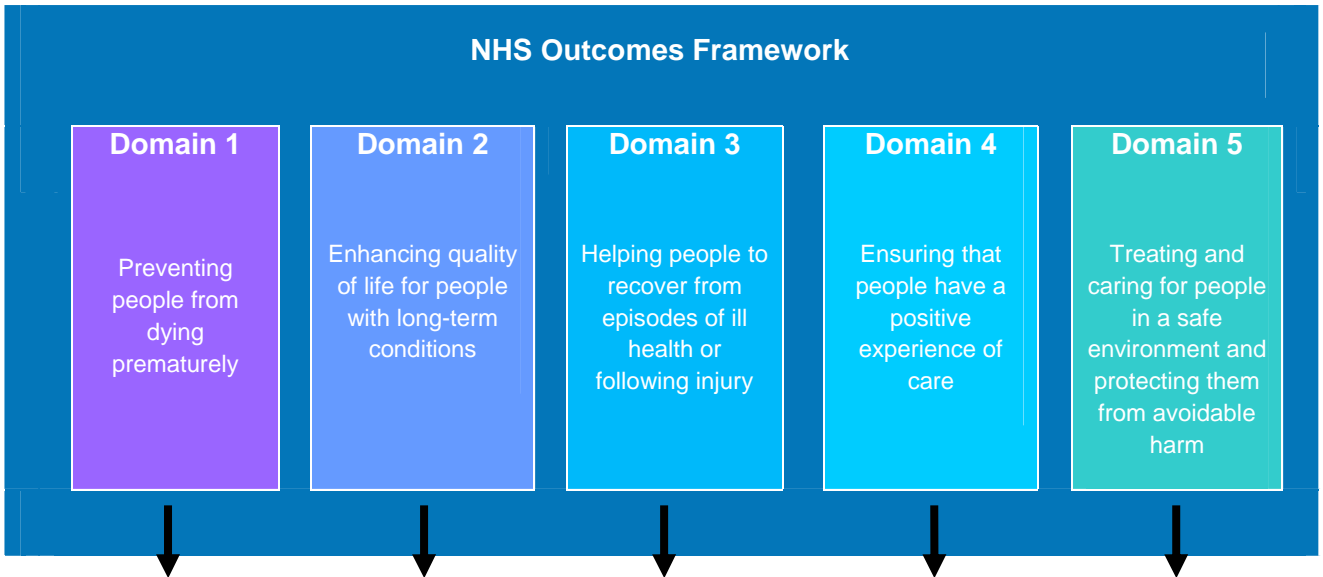 NHS Outcomes Framework
Domain 1
Preventing
people from
dying
prematurely
Domain 2
Enhancing quality
of life for people
with long-term
conditions
Domain 3
Helping people to
recover from
episodes of ill
health or
following injury
Domain 4
Ensuring that
people have a
positive
experience of
care
Domain 5
Treating and
caring for people
in a safe
environment and
protecting them
from avoidable
harm